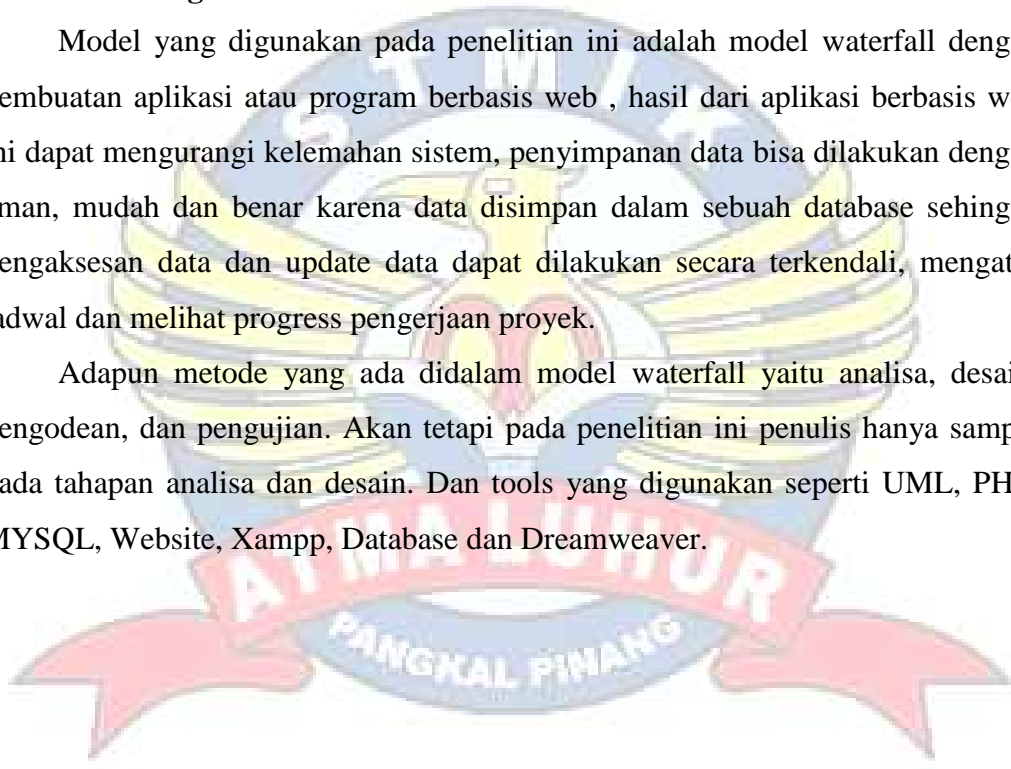 Model yang digunakan pada penelitian ini adalah model waterfall deng
embuatan aplikasi atau program berbasis web , hasil dari aplikasi berbasis we
ni dapat mengurangi kelemahan sistem, penyimpanan data bisa dilakukan deng
man, mudah dan benar karena data disimpan dalam sebuah database sehing
engaksesan data dan update data dapat dilakukan secara terkendali, mengat
adwal dan melihat progress pengerjaan proyek.
Adapun metode yang ada didalam model waterfall yaitu analisa, desai
engodean, dan pengujian. Akan tetapi pada penelitian ini penulis hanya samp
ada tahapan analisa dan desain. Dan tools yang digunakan seperti UML, PH
MYSQL, Website, Xampp, Database dan Dreamweaver.
STMIK
ATMA LUHUR
PANGKAL PINANG